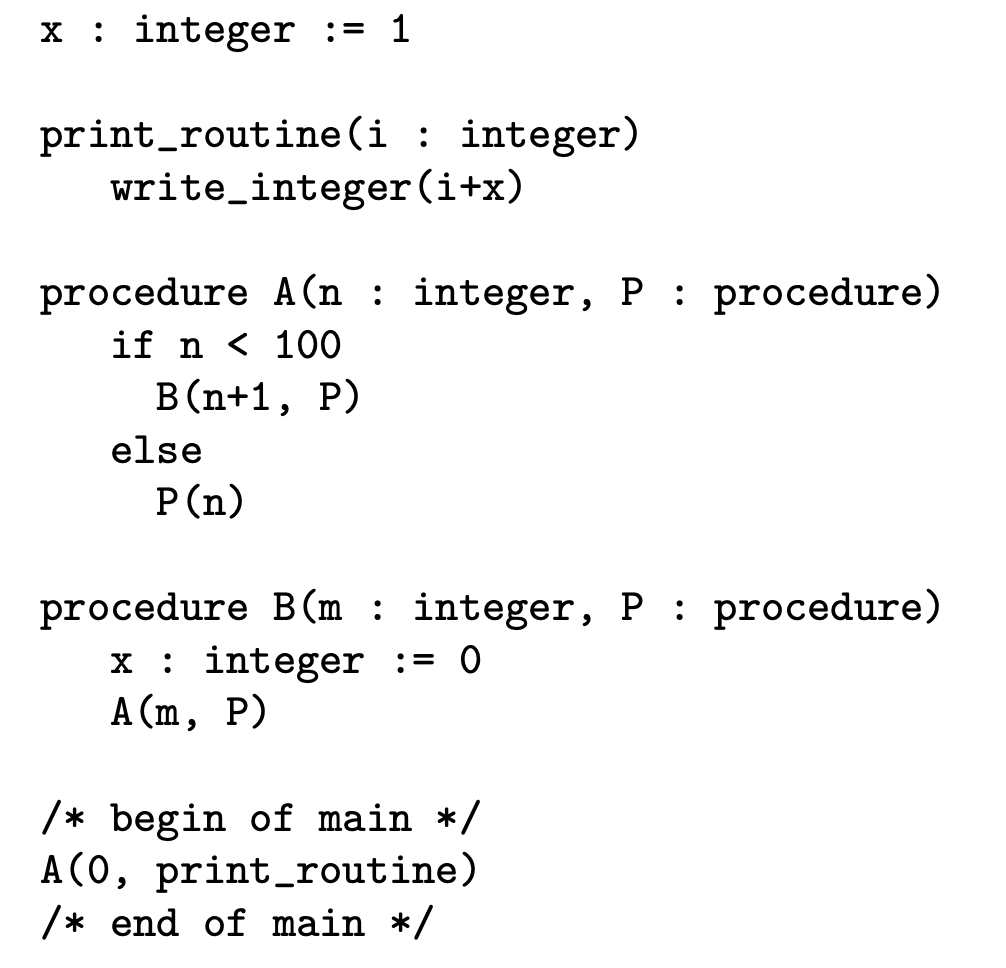 x : integer := 1
print_routine(i : integer)
write_integer(i+x)
procedure A(n : integer, P : procedure)
if n < 100
B(n+1, P)
else
P(n)
procedure B(m : integer, P : procedure)
x : integer := 0
A(m, P)
/* begin of main */
A(0, print_routine)
/* end of main */